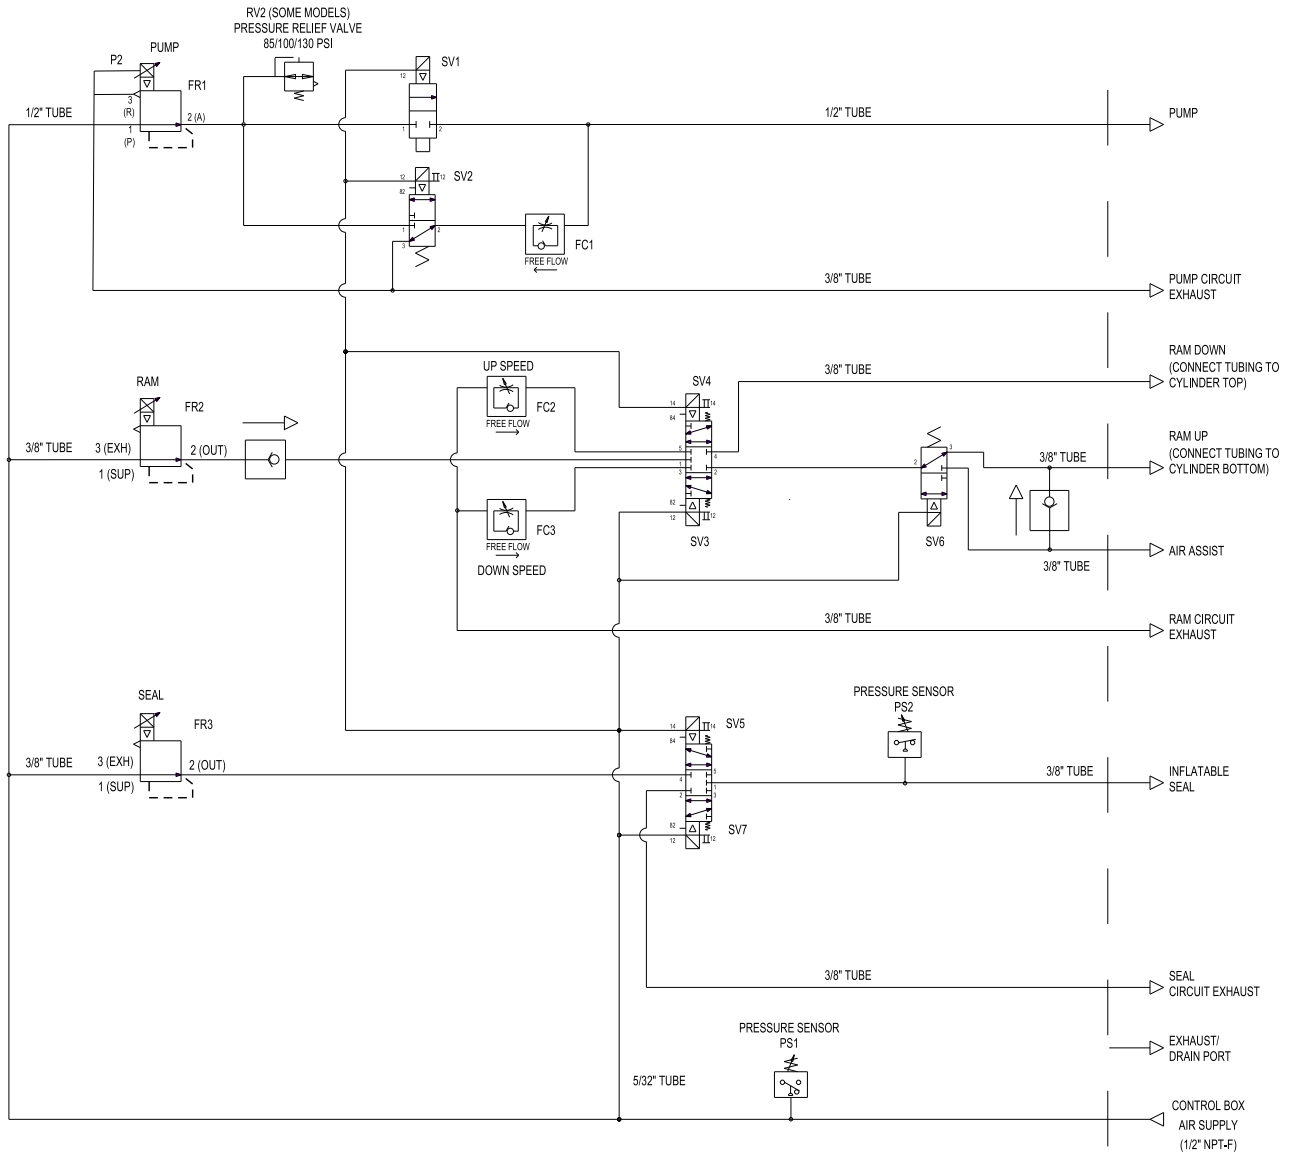 RV2 (SOME MODELS)
PRESSURE RELIEF VALVE
85/100/130 PSI
PUMP
P2
SV1
FR1
12
3
(R)
1/2" TUBE
2 (A)
1
(P)
1
2
1/2" TUBE
PUMP
12
12
SV2
82
1
2
3
FC1
FREE FLOW
3/8" TUBE
PUMP CIRCUIT
EXHAUST
RAM DOWN
(CONNECT TUBING TO
CYLINDER TOP)
UP SPEED
3/8" TUBE
RAM
SV4
FR2
FC2
FREE FLOW
14
14
84
3/8" TUBE
3 (EXH)
2 (OUT)
1 (SUP)
5
4
1
3
2
2
3
3/8" TUBE
RAM UP
(CONNECT TUBING TO
CYLINDER BOTTOM)
82
12
12
FC3
SV3
SV6
FREE FLOW
DOWN SPEED
AIR ASSIST
3/8" TUBE
3/8" TUBE
RAM CIRCUIT
EXHAUST
SEAL
PRESSURE SENSOR
PS2
FR3
14
14
SV5
84
3/8" TUBE
3 (EXH)
2 (OUT)
1 (SUP)
4
5
2
1
3
3/8" TUBE
INFLATABLE
SEAL
82
SV7
12
12
3/8" TUBE
SEAL
CIRCUIT EXHAUST
PRESSURE SENSOR
PS1
EXHAUST/
DRAIN PORT
5/32" TUBE
CONTROL BOX
AIR SUPPLY
(1/2" NPT-F)